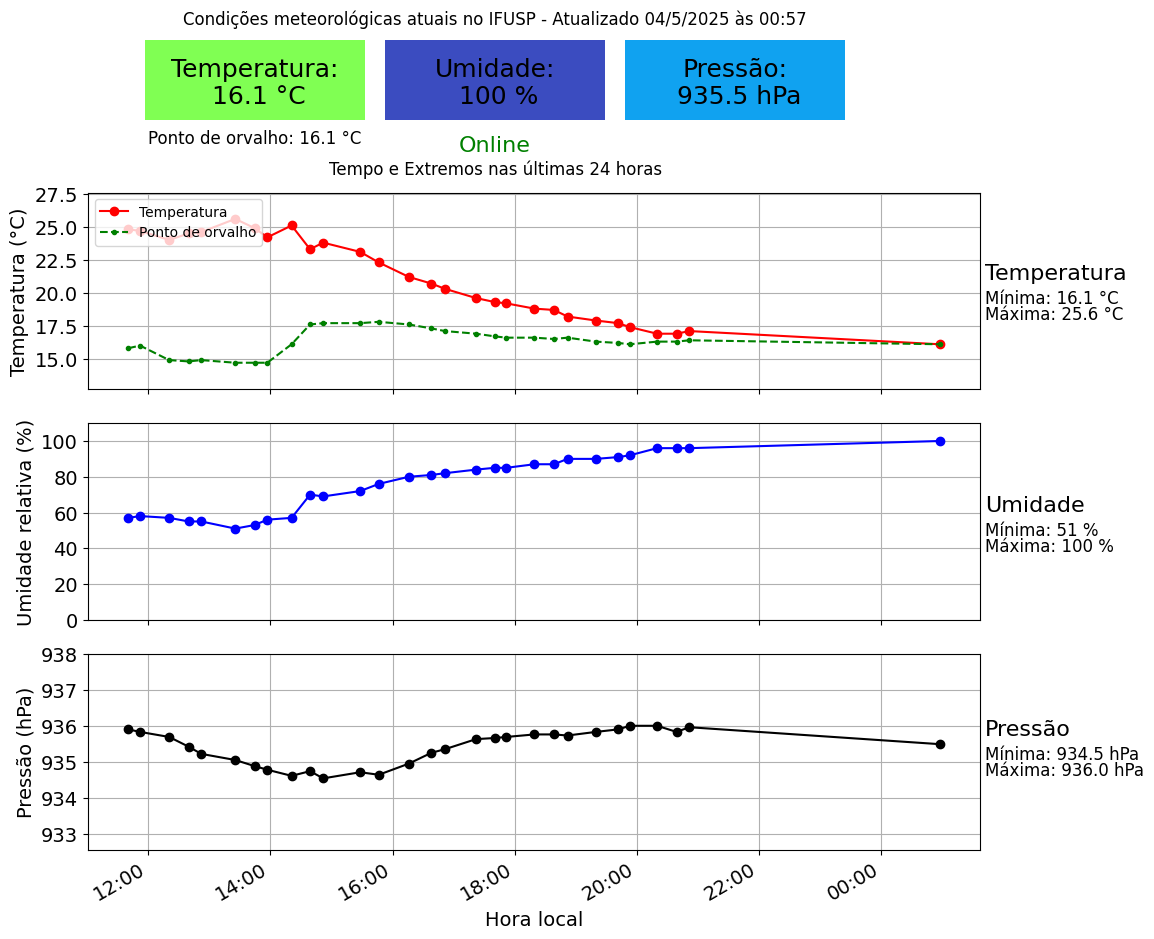 Condições meteorológicas atuais no IFUSP - Atualizado 04/5/2025 às 00:57
Temperatura:
16.1 °C
Umidade:
100 %
Pressão:
935.5 hPa
Ponto de orvalho: 16.1 °C
Online
Tempo e Extremos nas últimas 24 horas
Temperatura (°C)
27.5
25.0
22.5
20.0
17.5
15.0
Temperatura
Ponto de orvalho
Temperatura
Mínima: 16.1 °C
Máxima: 25.6 °C
Umidade relativa (%)
100
80
60
40
20
0
Umidade
Mínima: 51 %
Máxima: 100 %
Pressão (hPa)
938
937
936
935
934
933
Pressão
Mínima: 934.5 hPa
Máxima: 936.0 hPa
12:00
14:00
16:00
18:00
20:00
22:00
00:00
Hora local